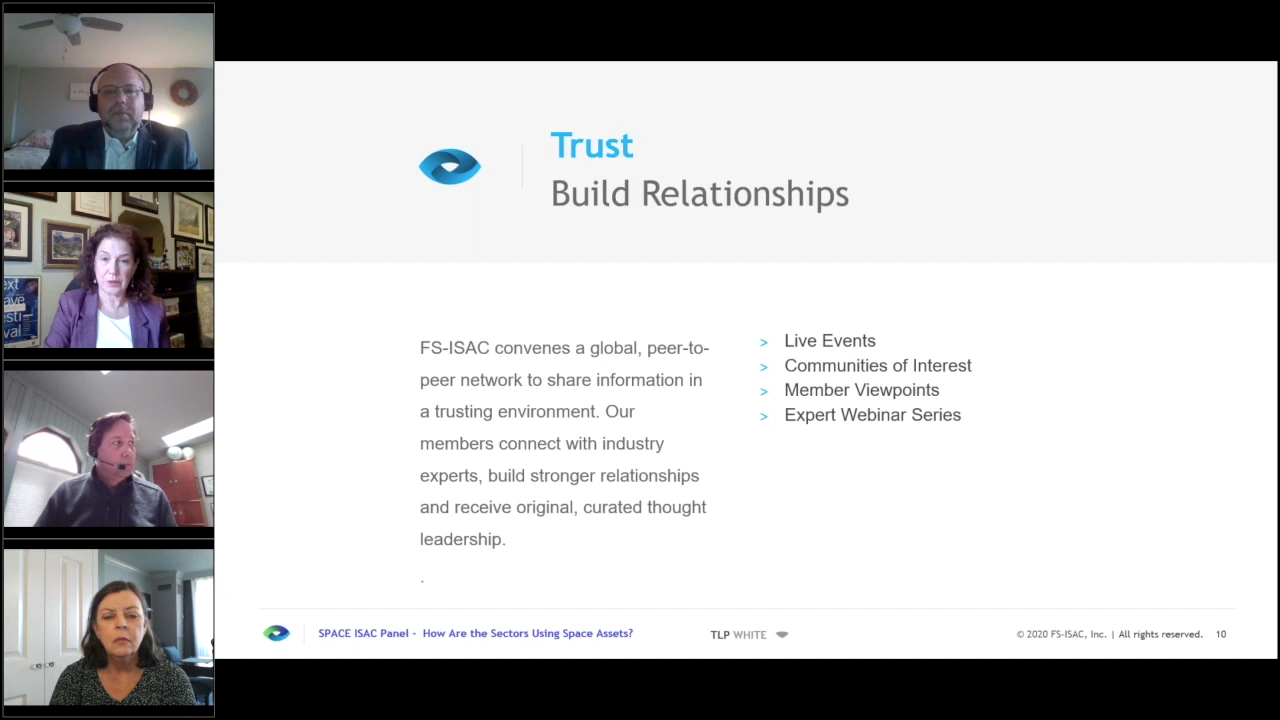 Trust
Build Relationships
FS-ISAC convenes a global, peer-to-
peer network to share information in
a trusting environment. Our
members connect with industry
experts, build stronger relationships
and receive original, curated thought
leadership.
.
> Live Events
> Communities of Interest
> Member Viewpoints
> Expert Webinar Series
SPACE ISAC Panel - How Are the Sectors Using Space Assets?
TLP WHITE
© 2020 FS-ISAC, Inc. | All rights reserved. 10